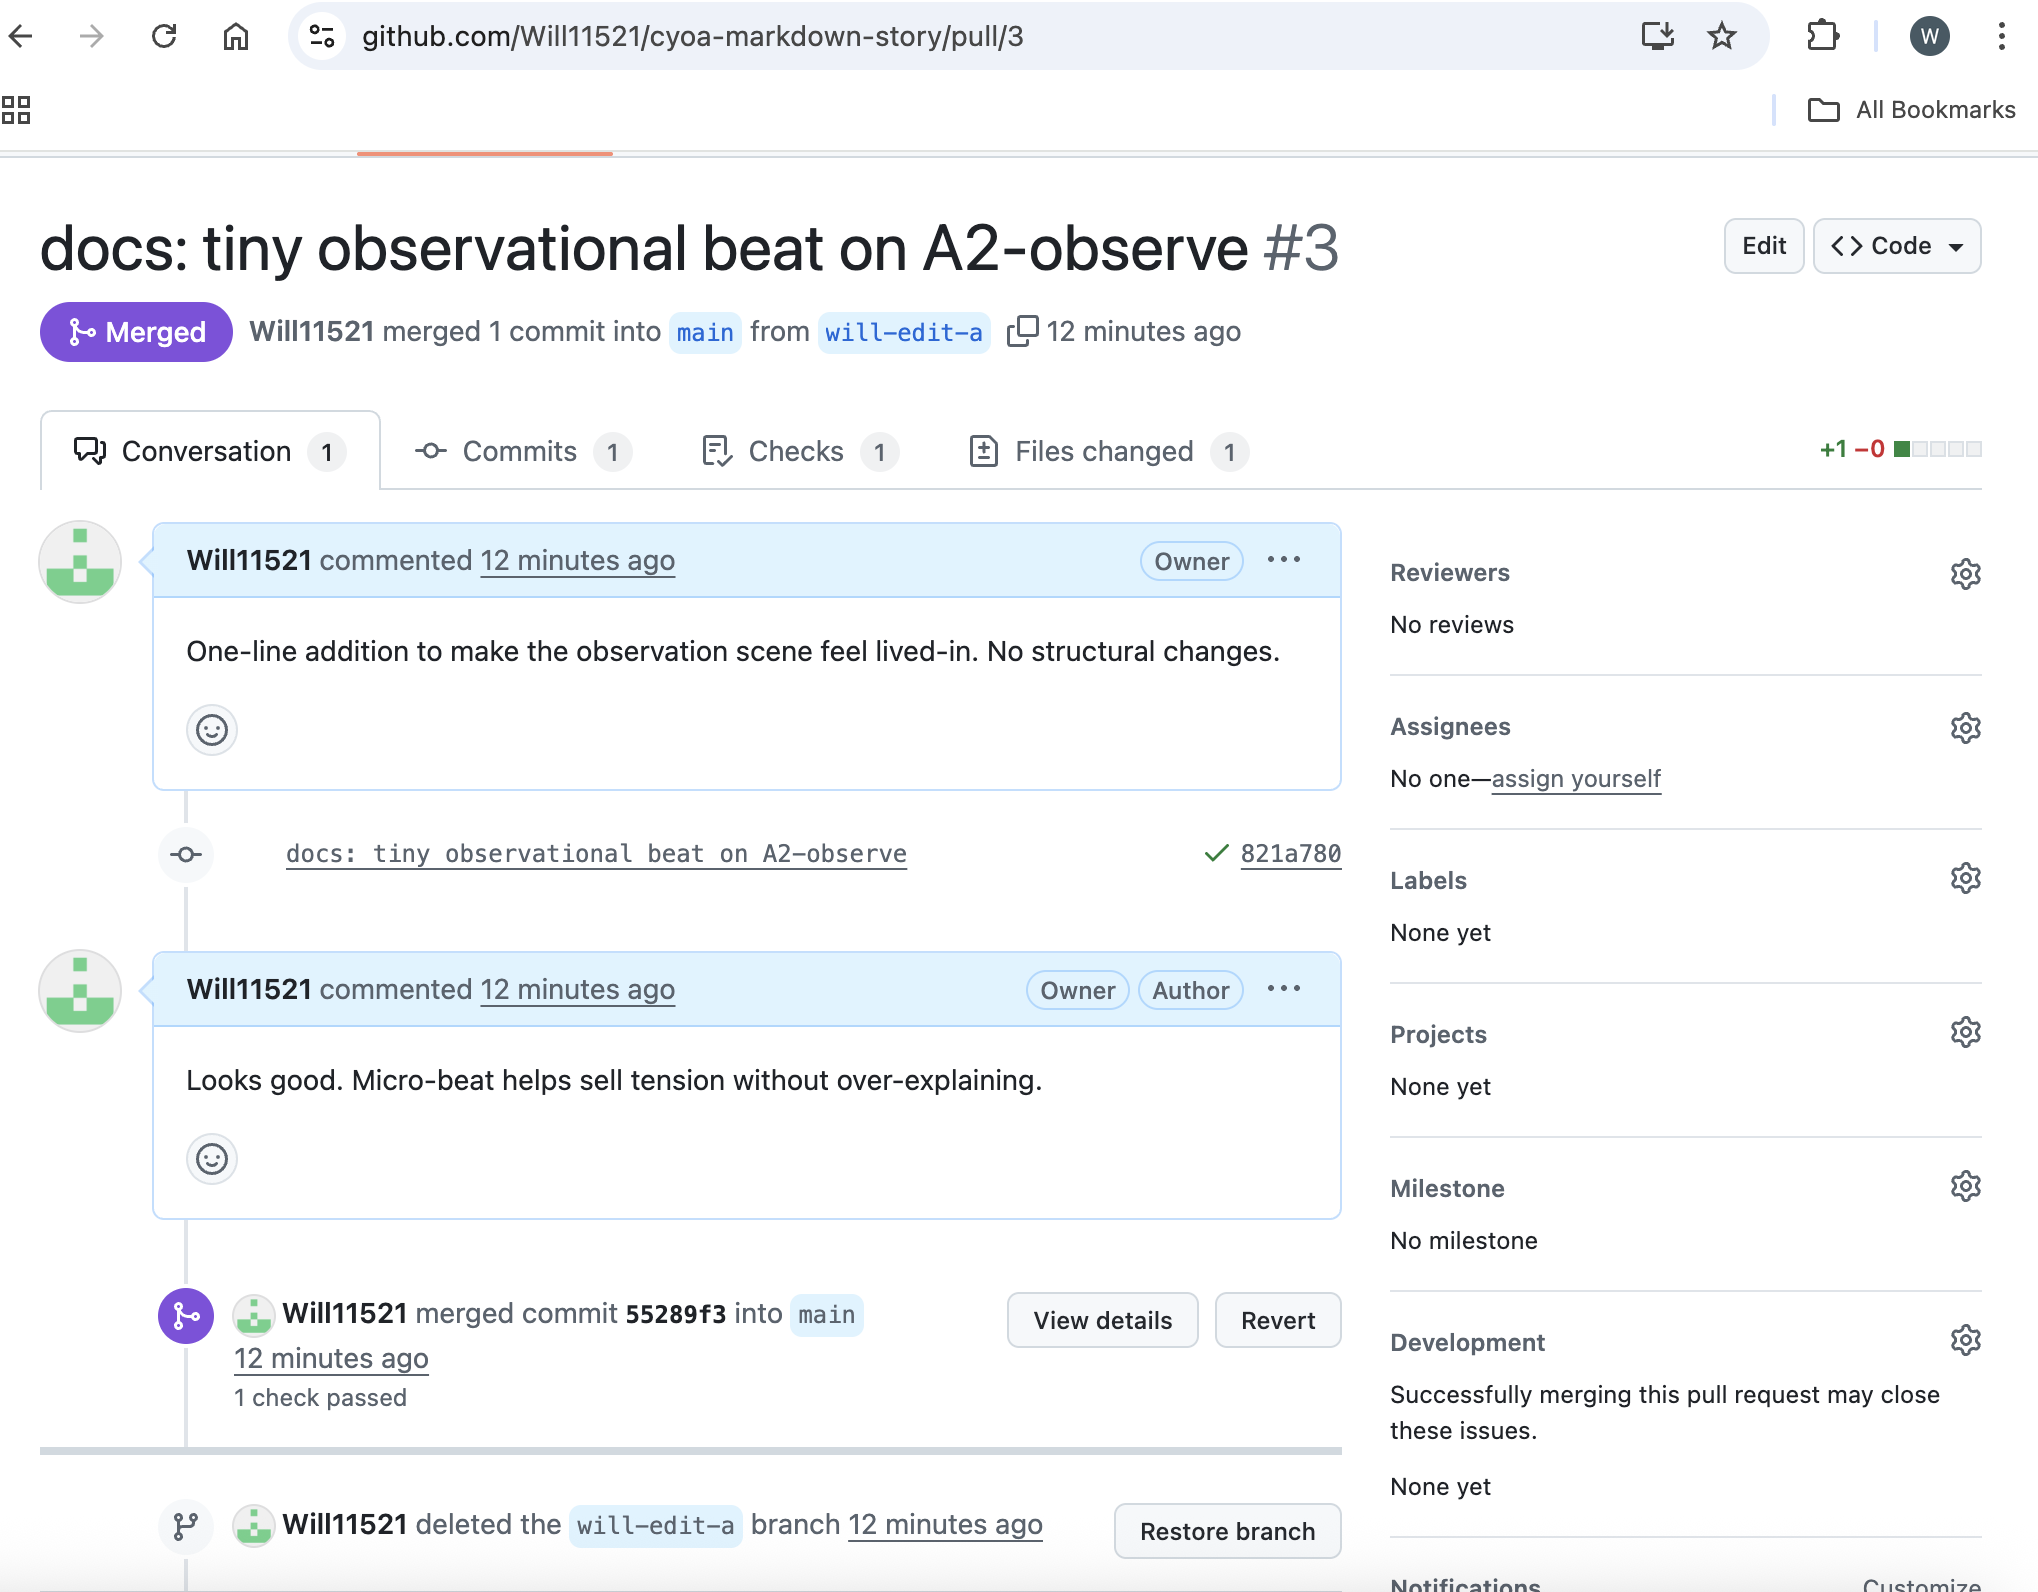 github.com/Will11521/cyoa-markdown-story/pull/3
W
All Bookmarks
docs: tiny observational beat on A2-observe #3
Edit
Code
Merged
Will11521 merged 1 commit into main from will-edit-a 12 minutes ago
Conversation 1
Commits 1
Checks 1
Files changed 1
+1 −0
Will11521 commented 12 minutes ago
Owner
One-line addition to make the observation scene feel lived-in. No structural changes.
docs: tiny observational beat on A2-observe
821a780
Will11521 commented 12 minutes ago
Owner
Author
Looks good. Micro-beat helps sell tension without over-explaining.
Will11521 merged commit 55289f3 into main
12 minutes ago
1 check passed
View details
Revert
Will11521 deleted the will-edit-a branch 12 minutes ago
Restore branch
Reviewers
No reviews
Assignees
No one—assign yourself
Labels
None yet
Projects
None yet
Milestone
No milestone
Development
Successfully merging this pull request may close
these issues.
None yet
Notifications
Customize